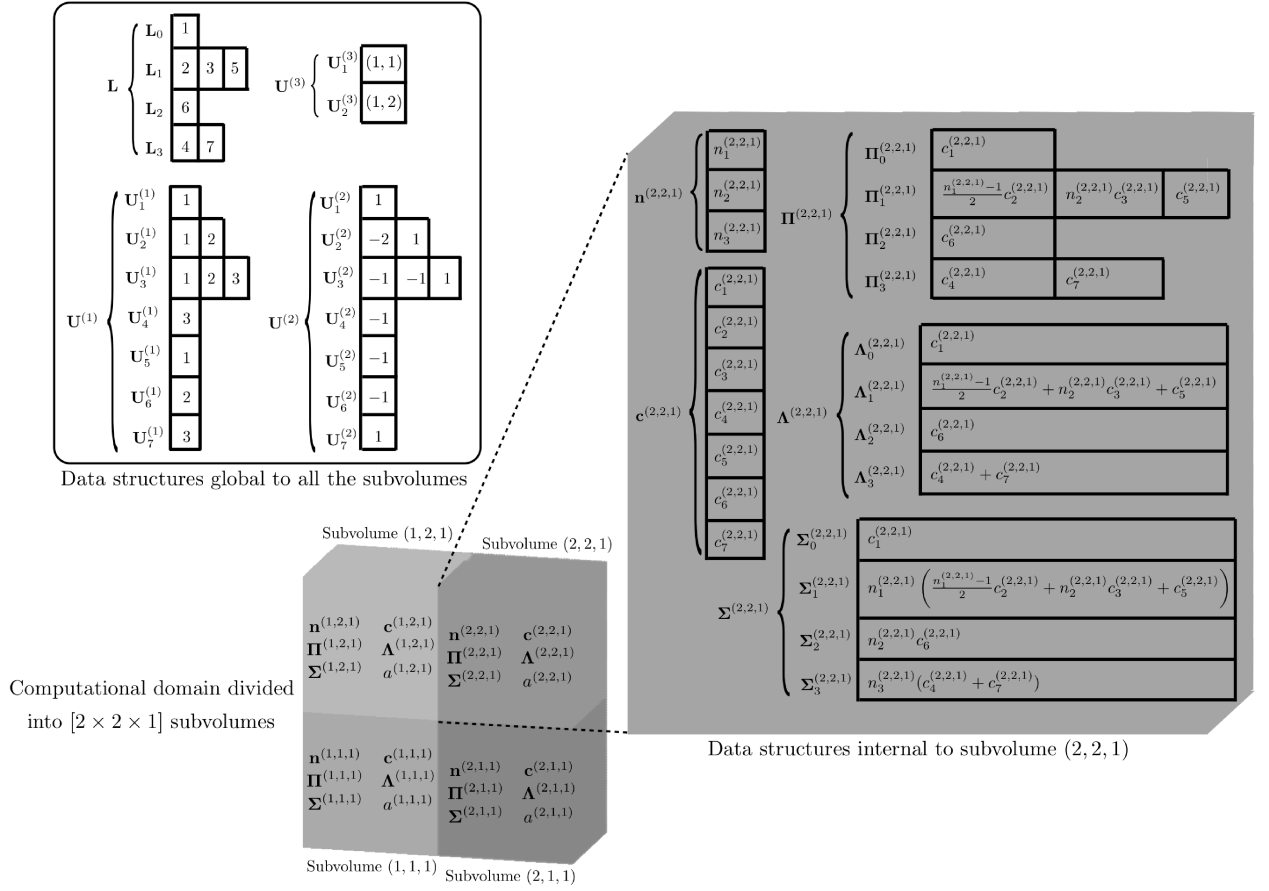 L
L₀ 1
L₁ 2 3 5
L₂ 6
L₃ 4 7
U⁽³⁾
U₁⁽³⁾ (1, 1)
U₂⁽³⁾ (1, 2)
U⁽¹⁾
U₁⁽¹⁾ 1
U₂⁽¹⁾ 1 2
U₃⁽¹⁾ 1 2 3
U₄⁽¹⁾ 3
U₅⁽¹⁾ 1
U₆⁽¹⁾ 2
U₇⁽¹⁾ 3
U⁽²⁾
U₁⁽²⁾ 1
U₂⁽²⁾ −2 1
U₃⁽²⁾ −1 −1 1
U₄⁽²⁾ −1
U₅⁽²⁾ −1
U₆⁽²⁾ −1
U₇⁽²⁾ 1
Data structures global to all the subvolumes
n^(2,2,1)
n₁^(2,2,1)
n₂^(2,2,1)
n₃^(2,2,1)
c^(2,2,1)
c₁^(2,2,1)
c₂^(2,2,1)
c₃^(2,2,1)
c₄^(2,2,1)
c₅^(2,2,1)
c₆^(2,2,1)
c₇^(2,2,1)
Π^(2,2,1)
Π₀^(2,2,1) c₁^(2,2,1)
Π₁^(2,2,1) (n₁^(2,2,1)−1)/2 c₂^(2,2,1) n₂^(2,2,1)c₃^(2,2,1) c₅^(2,2,1)
Π₂^(2,2,1) c₆^(2,2,1)
Π₃^(2,2,1) c₄^(2,2,1) c₇^(2,2,1)
Λ^(2,2,1)
Λ₀^(2,2,1) c₁^(2,2,1)
Λ₁^(2,2,1) (n₁^(2,2,1)−1)/2 c₂^(2,2,1) + n₂^(2,2,1)c₃^(2,2,1) + c₅^(2,2,1)
Λ₂^(2,2,1) c₆^(2,2,1)
Λ₃^(2,2,1) c₄^(2,2,1) + c₇^(2,2,1)
Σ^(2,2,1)
Σ₀^(2,2,1) c₁^(2,2,1)
Σ₁^(2,2,1) n₁^(2,2,1) ((n₁^(2,2,1)−1)/2 c₂^(2,2,1) + n₂^(2,2,1)c₃^(2,2,1) + c₅^(2,2,1))
Σ₂^(2,2,1) n₂^(2,2,1)c₆^(2,2,1)
Σ₃^(2,2,1) n₃^(2,2,1)(c₄^(2,2,1) + c₇^(2,2,1))
Data structures internal to subvolume (2, 2, 1)
Computational domain divided
into [2 × 2 × 1] subvolumes
Subvolume (1, 2, 1)
n^(1,2,1) c^(1,2,1)
Π^(1,2,1) Λ^(1,2,1)
Σ^(1,2,1) a^(1,2,1)
Subvolume (2, 2, 1)
n^(2,2,1) c^(2,2,1)
Π^(2,2,1) Λ^(2,2,1)
Σ^(2,2,1) a^(2,2,1)
n^(1,1,1) c^(1,1,1)
Π^(1,1,1) Λ^(1,1,1)
Σ^(1,1,1) a^(1,1,1)
Subvolume (1, 1, 1)
n^(2,1,1) c^(2,1,1)
Π^(2,1,1) Λ^(2,1,1)
Σ^(2,1,1) a^(2,1,1)
Subvolume (2, 1, 1)